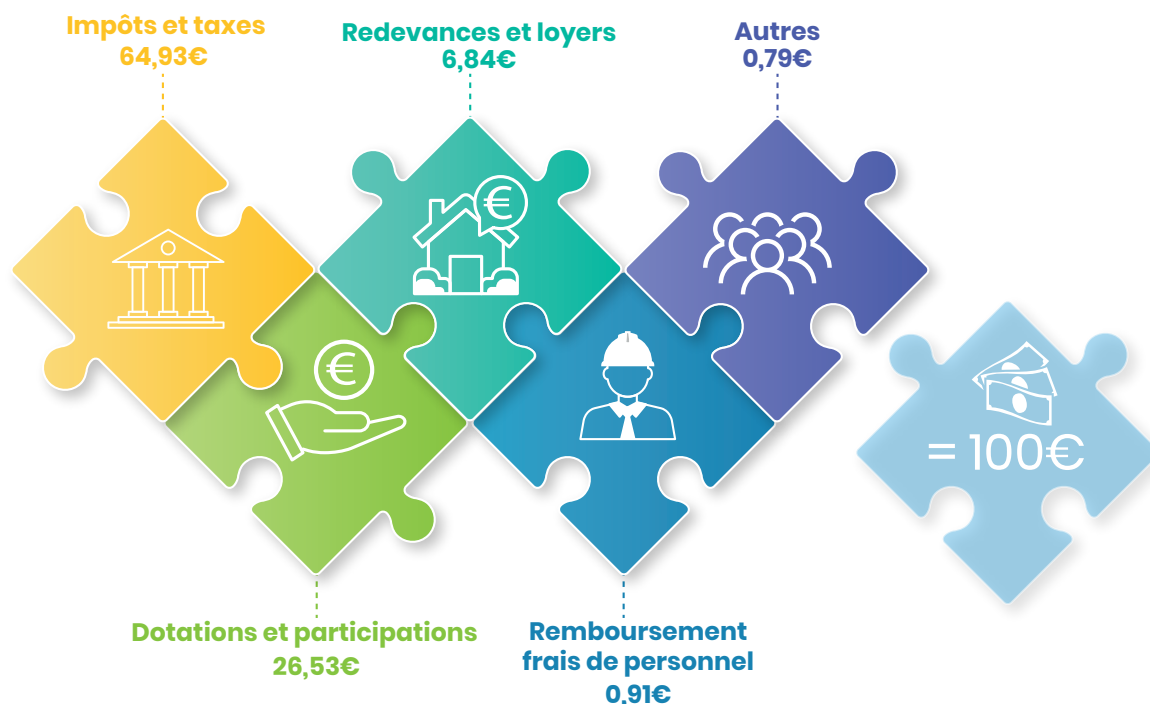 Impôts et taxes
64,93€
Redevances et loyers
6,84€
Autres
0,79€
€
€
= 100€
Dotations et participations
26,53€
Remboursement
frais de personnel
0,91€